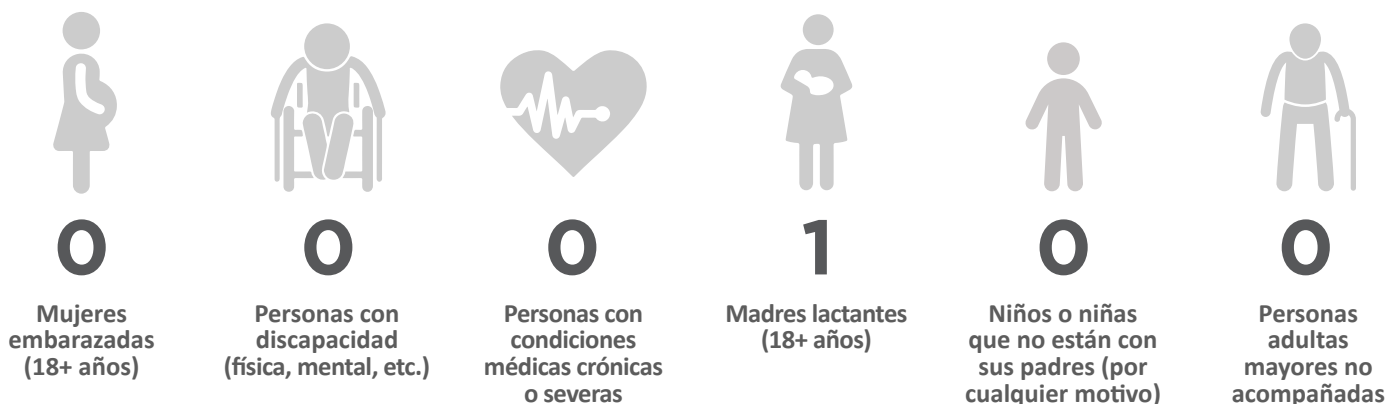 0
Mujeres
embarazadas
(18+ años)
0
Personas con
discapacidad
(física, mental, etc.)
0
Personas con
condiciones
médicas crónicas
o severas
1
Madres lactantes
(18+ años)
0
Niños o niñas
que no están con
sus padres (por
cualquier motivo)
0
Personas
adultas
mayores no
acompañadas